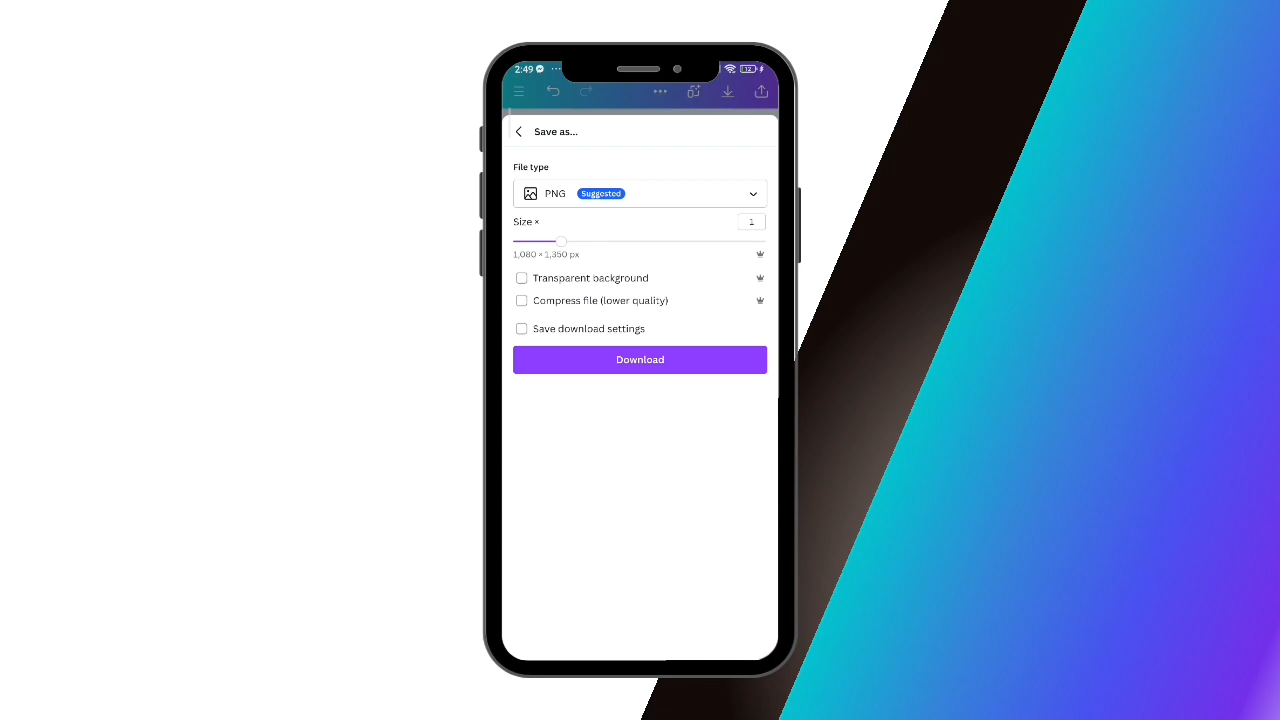 2:49
12
Save as...
File type
PNG Suggested
Size × 1
1,080 × 1,350 px
Transparent background
Compress file (lower quality)
Save download settings
Download